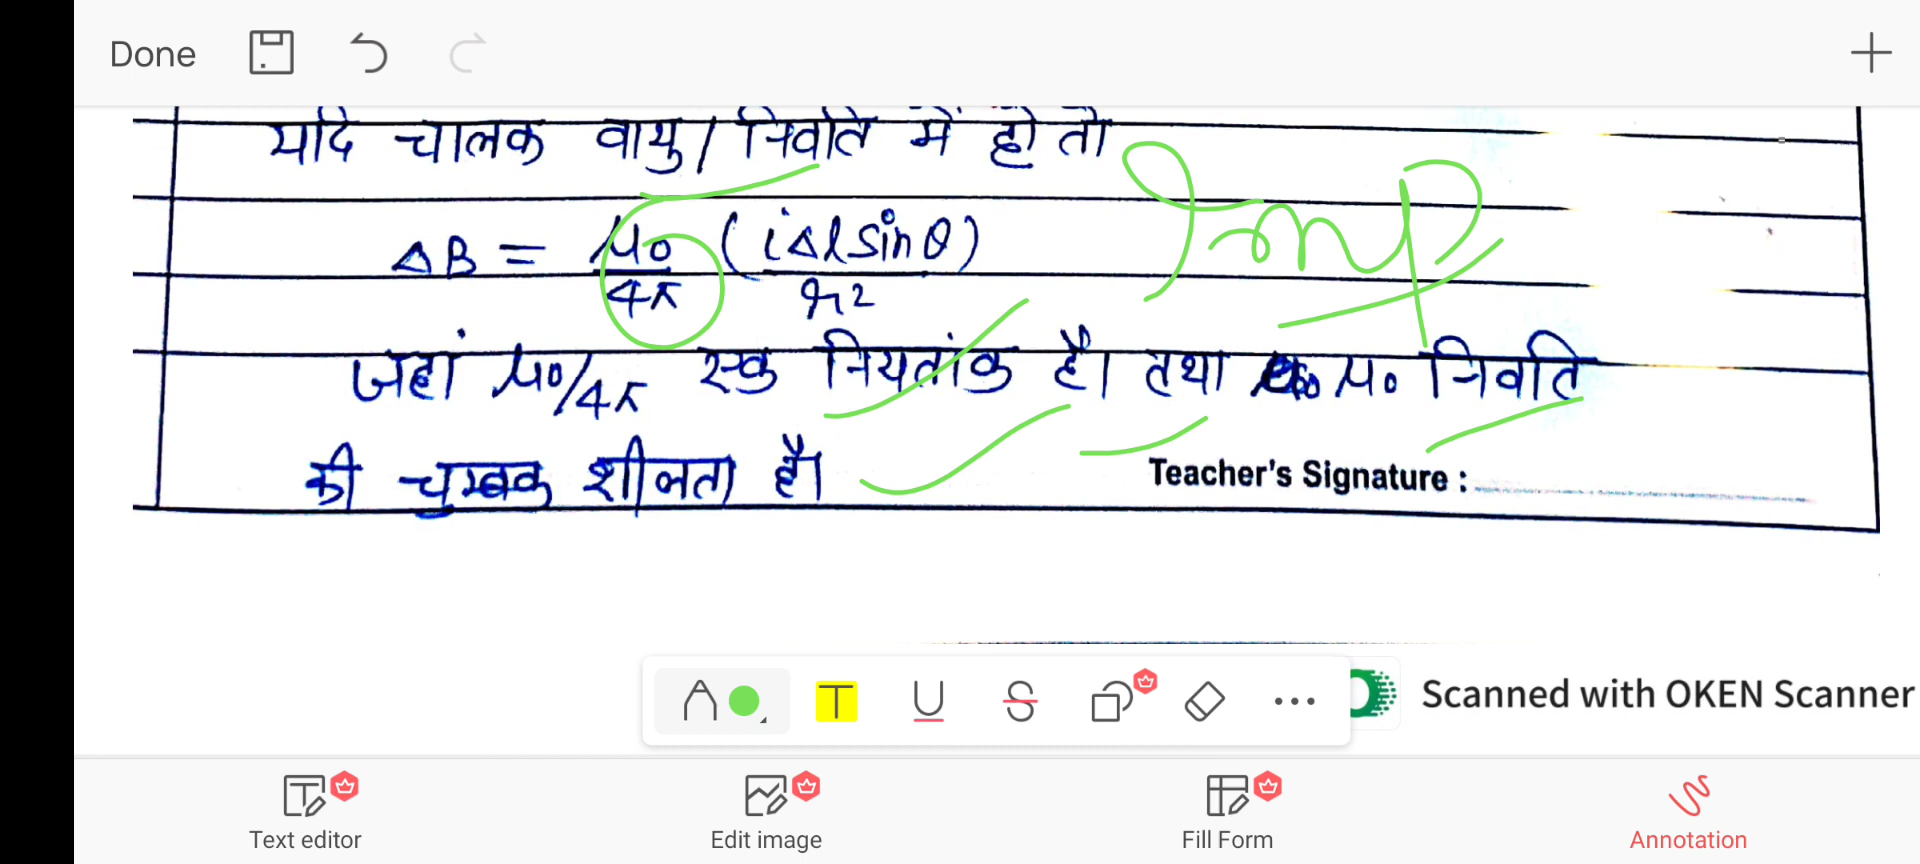 Done
यदि चालक वायु/निर्वात में हो तो
ΔB = μ0/4π (iΔl sinθ)/r2
Imp
जहां μ0/4π एक नियतांक है। तथा μ0 निर्वात
की चुम्बक शीलता है।
Teacher's Signature :
T
U
S
Scanned with OKEN Scanner
Text editor
Edit image
Fill Form
Annotation